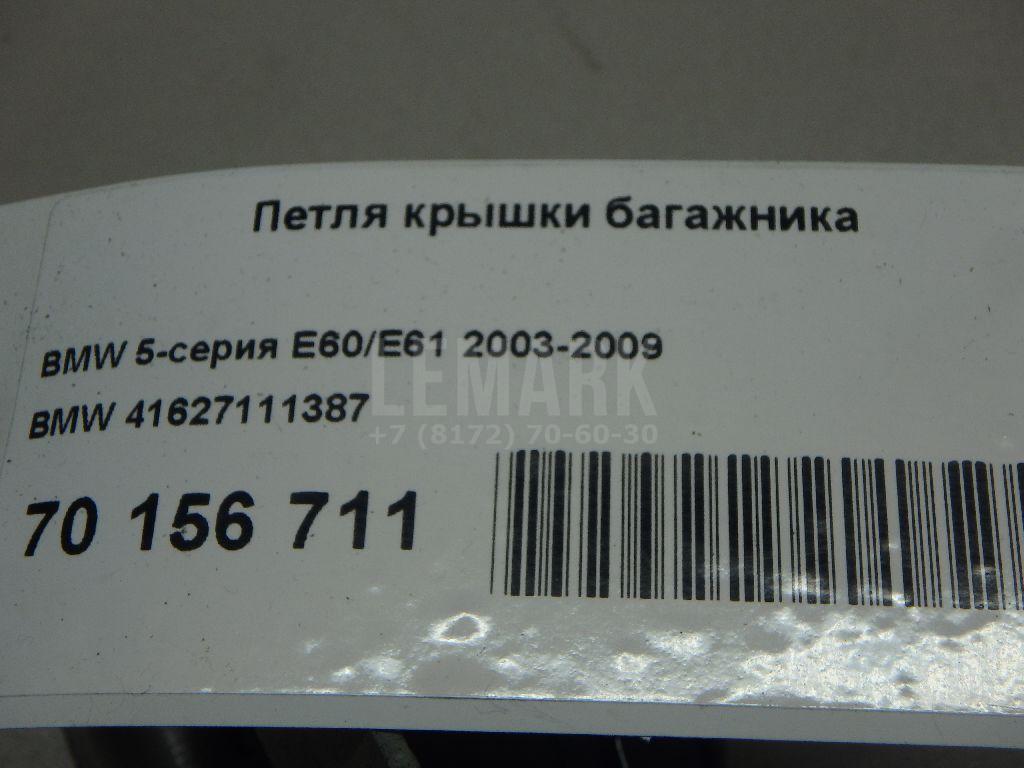 Петля крышки багажника
BMW 5-серия E60/E61 2003-2009
BMW 41627111387
LEMARK
+7 (8172) 70-60-30
70 156 711